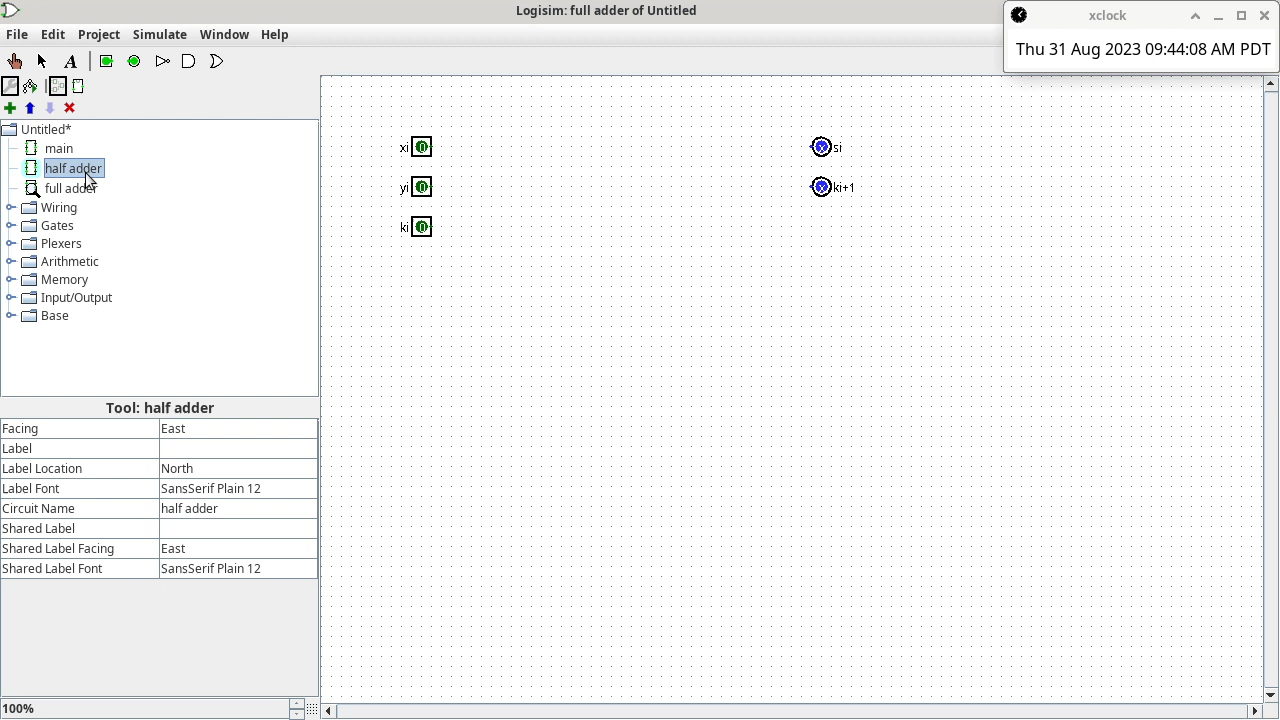 Logisim: full adder of Untitled
xclock
Thu 31 Aug 2023 09:44:08 AM PDT
File Edit Project Simulate Window Help
A
Untitled*
main
half adder
full adder
Wiring
Gates
Plexers
Arithmetic
Memory
Input/Output
Base
Tool: half adder
Facing East
Label
Label Location North
Label Font SansSerif Plain 12
Circuit Name half adder
Shared Label
Shared Label Facing East
Shared Label Font SansSerif Plain 12
100%
xi 0
yi 0
ki 0
x si
x ki+1